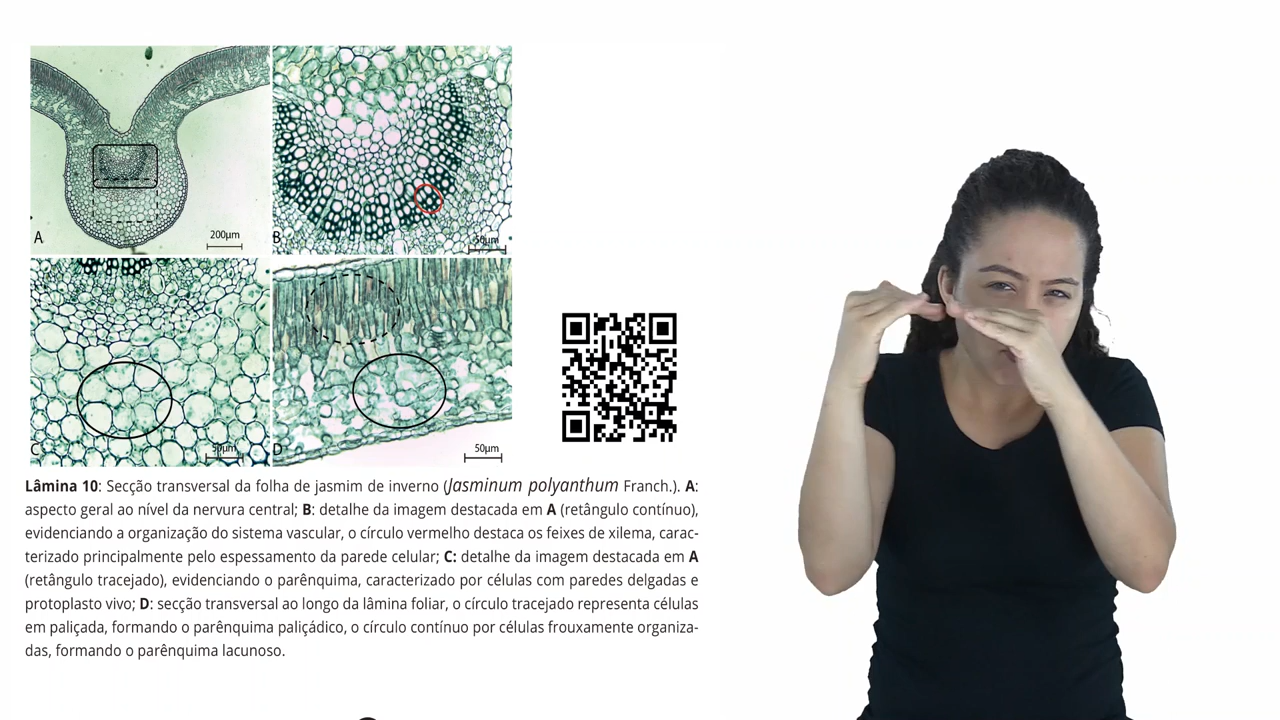 A
200µm
B
50µm
C
50µm
D
50µm
Lâmina 10: Secção transversal da folha de jasmim de inverno (Jasminum polyanthum Franch.). A:
aspecto geral ao nível da nervura central; B: detalhe da imagem destacada em A (retângulo contínuo),
evidenciando a organização do sistema vascular, o círculo vermelho destaca os feixes de xilema, carac-
terizado principalmente pelo espessamento da parede celular; C: detalhe da imagem destacada em A
(retângulo tracejado), evidenciando o parênquima, caracterizado por células com paredes delgadas e
protoplasto vivo; D: secção transversal ao longo da lâmina foliar, o círculo tracejado representa células
em paliçada, formando o parênquima paliçádico, o círculo contínuo por células frouxamente organiza-
das, formando o parênquima lacunoso.